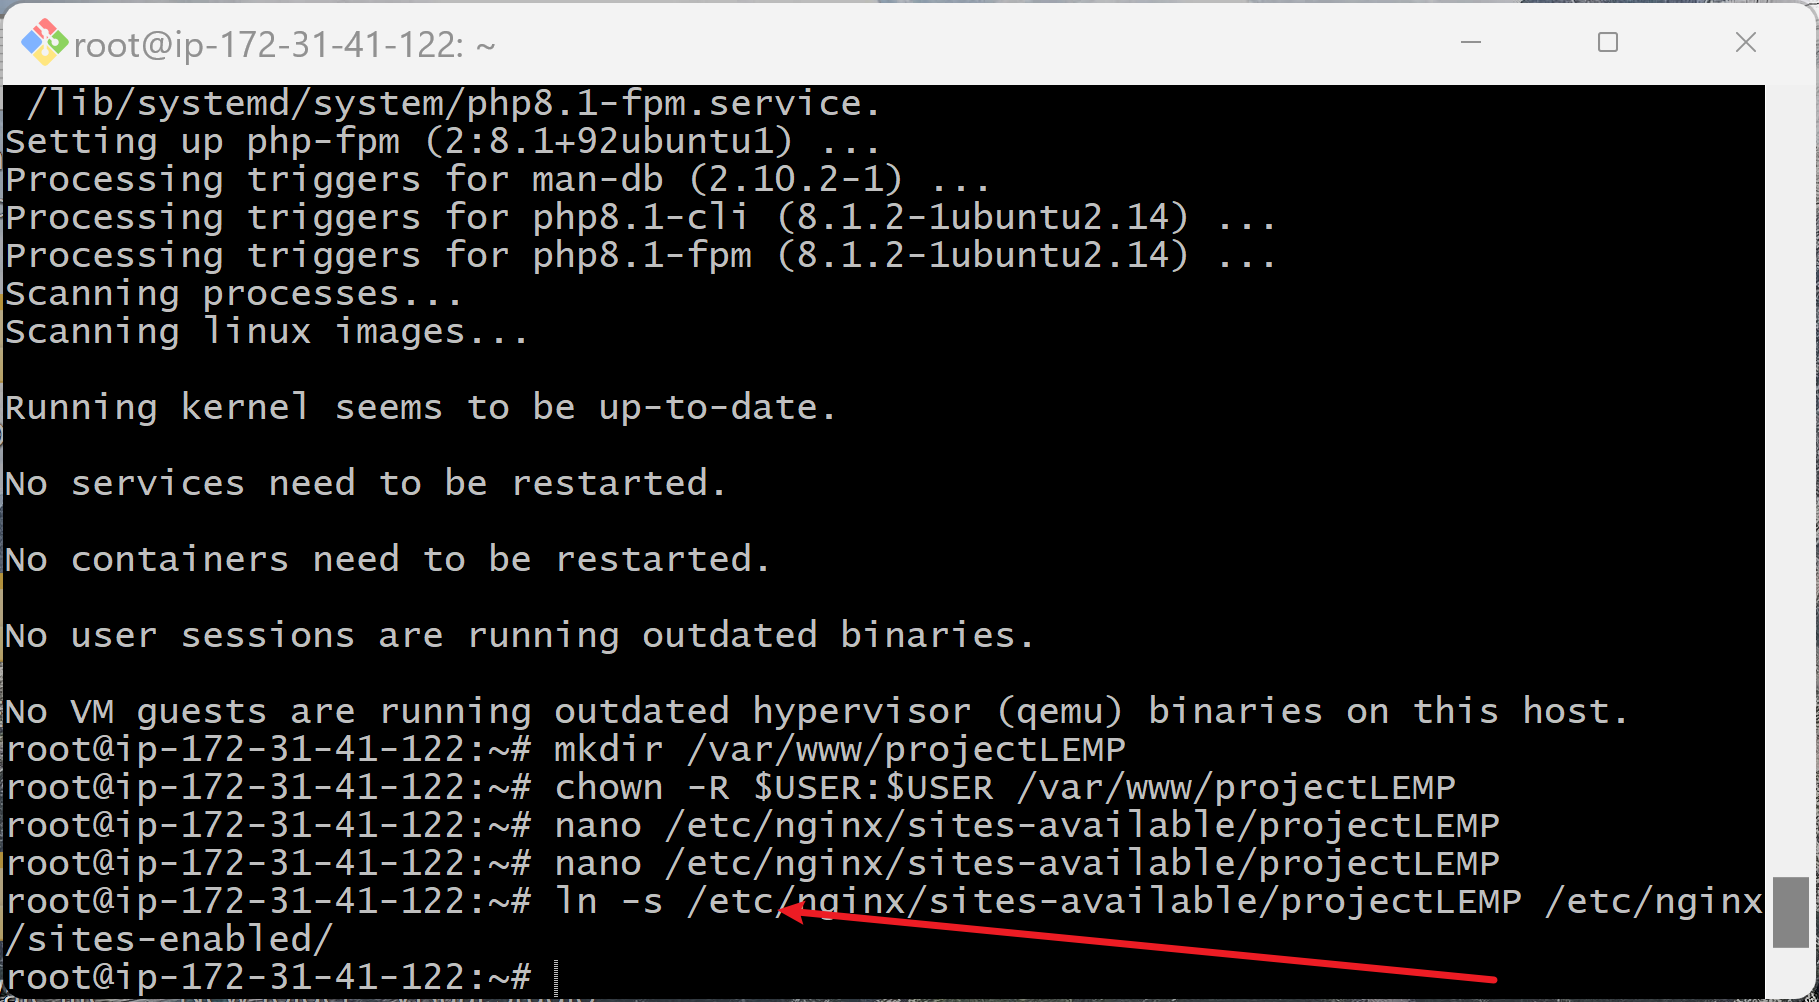 root@ip-172-31-41-122: ~
/lib/systemd/system/php8.1-fpm.service.
Setting up php-fpm (2:8.1+92ubuntu1) ...
Processing triggers for man-db (2.10.2-1) ...
Processing triggers for php8.1-cli (8.1.2-1ubuntu2.14) ...
Processing triggers for php8.1-fpm (8.1.2-1ubuntu2.14) ...
Scanning processes...
Scanning linux images...
Running kernel seems to be up-to-date.
No services need to be restarted.
No containers need to be restarted.
No user sessions are running outdated binaries.
No VM guests are running outdated hypervisor (qemu) binaries on this host.
root@ip-172-31-41-122:~# mkdir /var/www/projectLEMP
root@ip-172-31-41-122:~# chown -R $USER:$USER /var/www/projectLEMP
root@ip-172-31-41-122:~# nano /etc/nginx/sites-available/projectLEMP
root@ip-172-31-41-122:~# nano /etc/nginx/sites-available/projectLEMP
root@ip-172-31-41-122:~# ln -s /etc/nginx/sites-available/projectLEMP /etc/nginx
/sites-enabled/
root@ip-172-31-41-122:~#